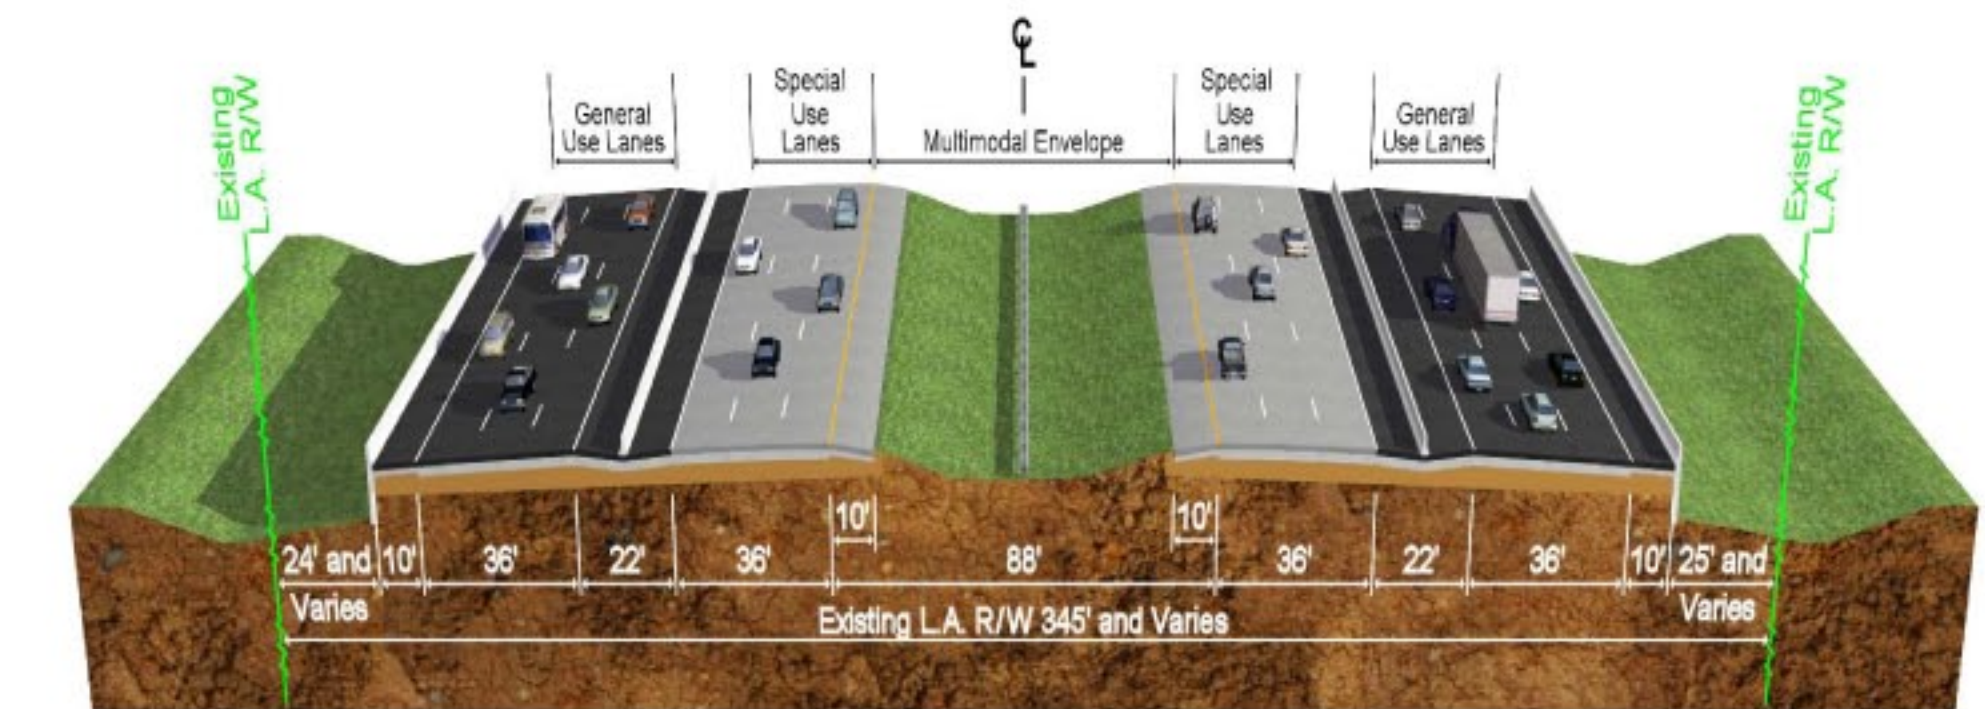 ℄
Existing
L.A. R/W
General
Use Lanes
Special
Use
Lanes
Multimodal Envelope
Special
Use
Lanes
General
Use Lanes
Existing
L.A. R/W
10'
10'
24' and
Varies
10'
36'
22'
36'
88'
36'
22'
36'
10'
25' and
Varies
Existing L.A. R/W 345' and Varies